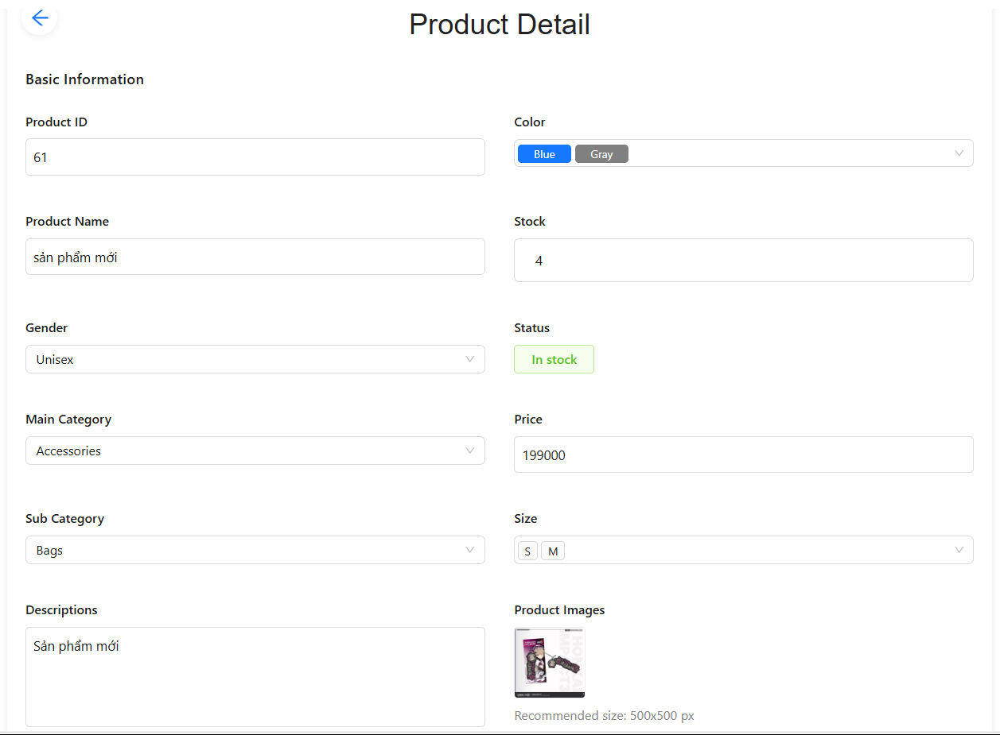 Product Detail
Basic Information
Product ID
61
Color
Blue Gray
Product Name
sản phẩm mới
Stock
4
Gender
Unisex
Status
In stock
Main Category
Accessories
Price
199000
Sub Category
Bags
Size
S M
Descriptions
Sản phẩm mới
Product Images
Recommended size: 500x500 px